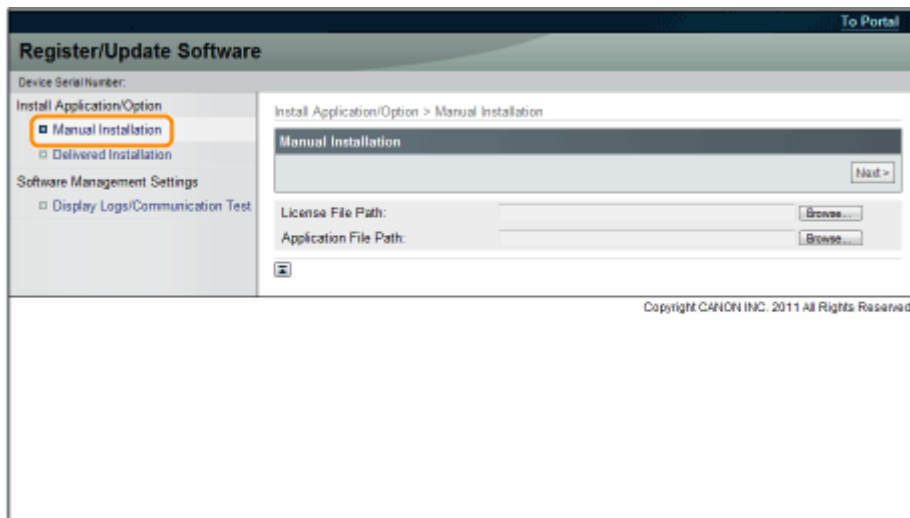 To Portal
Register/Update Software
Device Serial Number:
Install Application/Option
Manual Installation
Delivered Installation
Software Management Settings
Display Logs/Communication Test
Install Application/Option > Manual Installation
Manual Installation
Next >
License File Path:
Browse...
Application File Path:
Browse...
Copyright CANON INC. 2011 All Rights Reserved